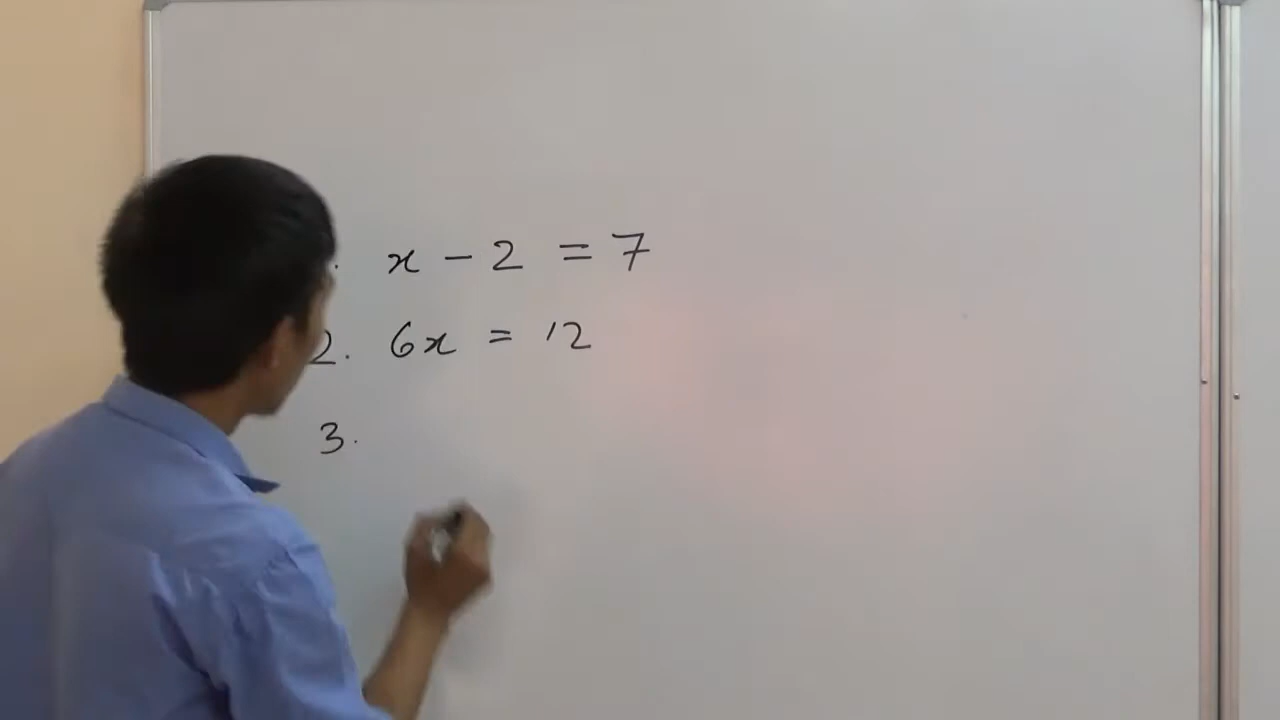 . x - 2 = 7
2. 6x = 12
3.